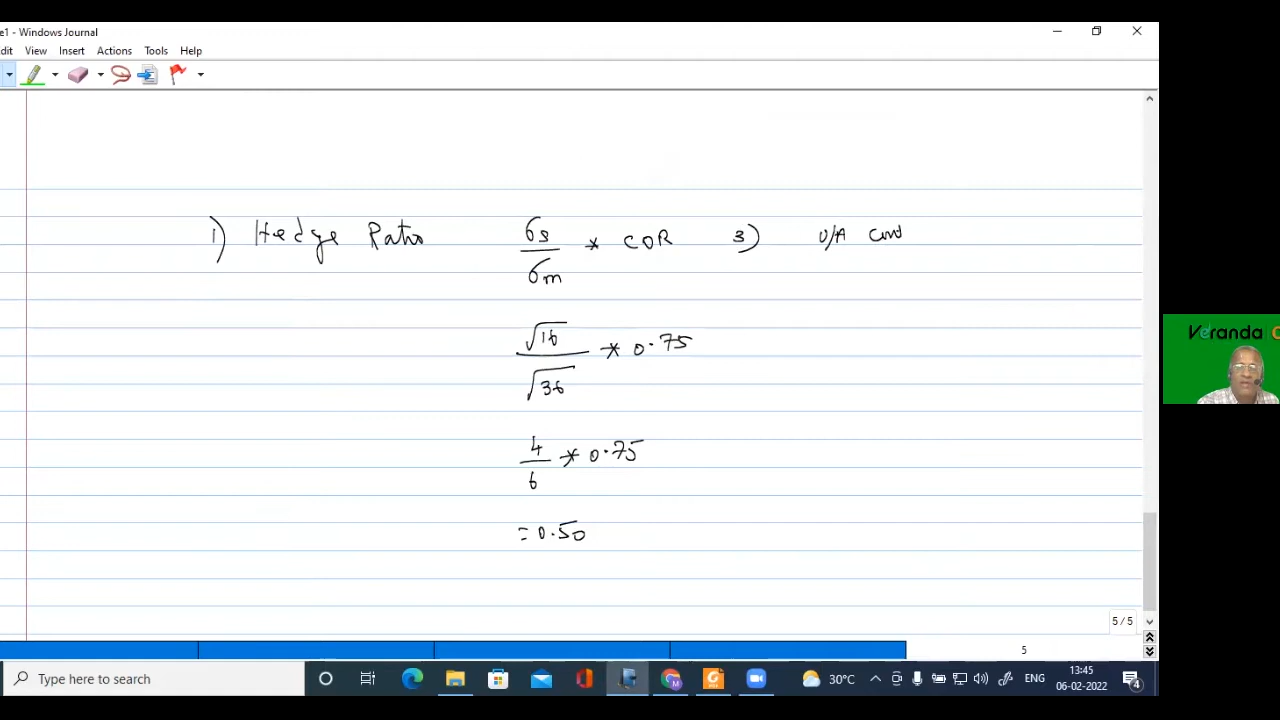 e1 - Windows Journal
dit View Insert Actions Tools Help
1) Hedge Ratio σs/σm * COR 3) U/A
√16/√36 * 0.75
4/6 * 0.75
= 0.50
Veranda
5 / 5
5
Type here to search
30°C
ENG
13:45
06-02-2022
4